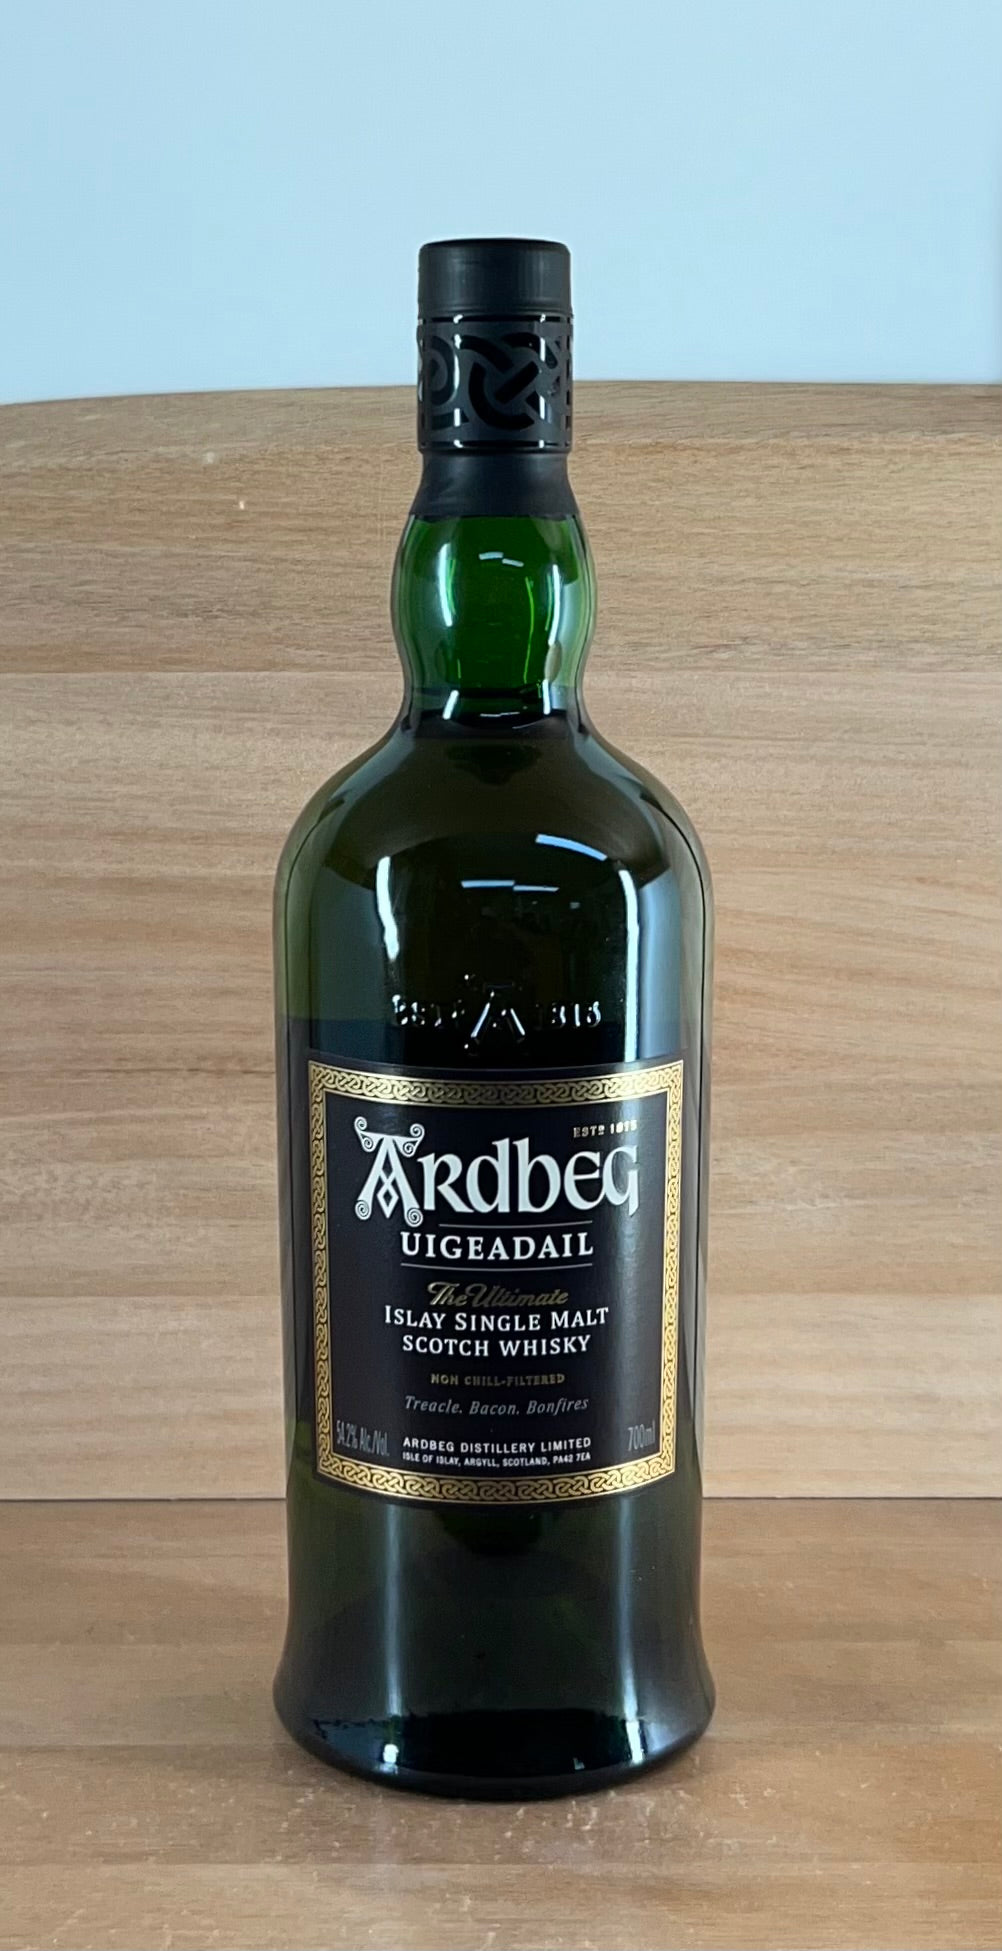 ESTD 1815
ESTD 1815
ARDBEG
UIGEADAIL
The Ultimate
ISLAY SINGLE MALT
SCOTCH WHISKY
NON CHILL-FILTERED
Treacle. Bacon. Bonfires
54.2% Alc./Vol.
ARDBEG DISTILLERY LIMITED
ISLE OF ISLAY, ARGYLL, SCOTLAND, PA42 7EA
700ml